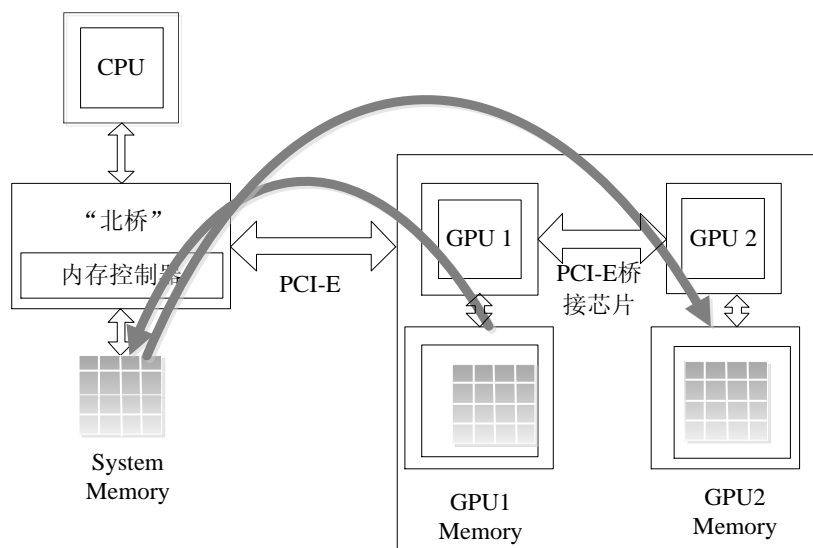 CPU
“北桥”
内存控制器
PCI-E
GPU 1
GPU 2
PCI-E桥
接芯片
System
Memory
GPU1
Memory
GPU2
Memory